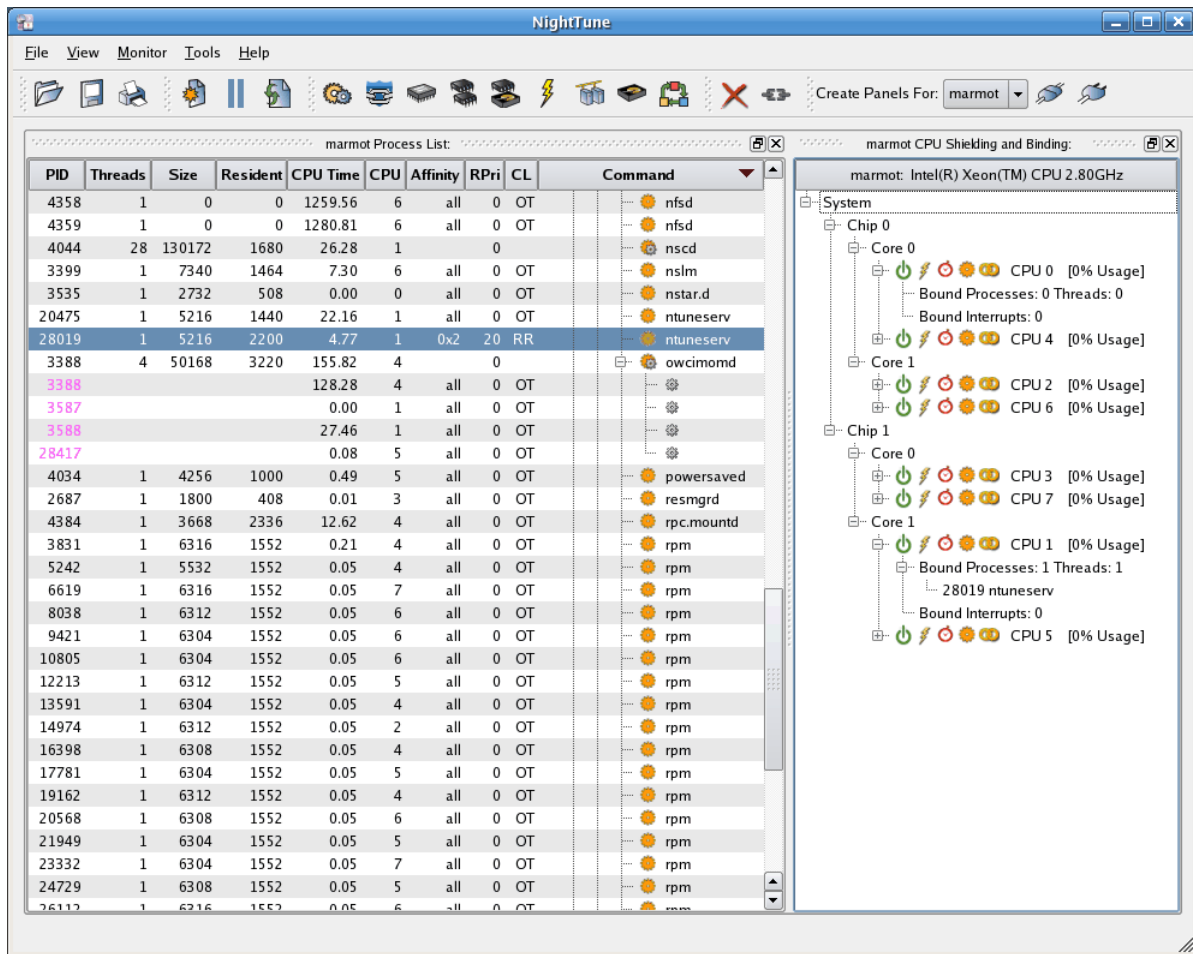 NightTune
File View Monitor Tools Help
Create Panels For: marmot
marmot Process List:
PID Threads Size Resident CPU Time CPU Affinity RPri CL Command
4358 1 0 0 1259.56 6 all 0 OT nfsd
4359 1 0 0 1280.81 6 all 0 OT nfsd
4044 28 130172 1680 26.28 1 0 nscd
3399 1 7340 1464 7.30 6 all 0 OT nslm
3535 1 2732 508 0.00 0 all 0 OT nstar.d
20475 1 5216 1440 22.16 1 all 0 OT ntuneserv
28019 1 5216 2200 4.77 1 0x2 20 RR ntuneserv
3388 4 50168 3220 155.82 4 0 owcimomd
3388 128.28 4 all 0 OT
3587 0.00 1 all 0 OT
3588 27.46 1 all 0 OT
28417 0.08 5 all 0 OT
4034 1 4256 1000 0.49 5 all 0 OT powersaved
2687 1 1800 408 0.01 3 all 0 OT resmgrd
4384 1 3668 2336 12.62 4 all 0 OT rpc.mountd
3831 1 6316 1552 0.21 4 all 0 OT rpm
5242 1 5532 1552 0.05 4 all 0 OT rpm
6619 1 6316 1552 0.05 7 all 0 OT rpm
8038 1 6312 1552 0.05 6 all 0 OT rpm
9421 1 6304 1552 0.05 6 all 0 OT rpm
10805 1 6304 1552 0.05 6 all 0 OT rpm
12213 1 6312 1552 0.05 5 all 0 OT rpm
13591 1 6304 1552 0.05 4 all 0 OT rpm
14974 1 6312 1552 0.05 2 all 0 OT rpm
16398 1 6308 1552 0.05 4 all 0 OT rpm
17781 1 6304 1552 0.05 5 all 0 OT rpm
19162 1 6312 1552 0.05 4 all 0 OT rpm
20568 1 6308 1552 0.05 6 all 0 OT rpm
21949 1 6304 1552 0.05 5 all 0 OT rpm
23332 1 6304 1552 0.05 7 all 0 OT rpm
24729 1 6308 1552 0.05 5 all 0 OT rpm
26112 1 6316 1552 0.05 6 all 0 OT rpm
marmot CPU Shielding and Binding:
marmot: Intel(R) Xeon(TM) CPU 2.80GHz
System
Chip 0
Core 0
CPU 0 [0% Usage]
Bound Processes: 0 Threads: 0
Bound Interrupts: 0
CPU 4 [0% Usage]
Core 1
CPU 2 [0% Usage]
CPU 6 [0% Usage]
Chip 1
Core 0
CPU 3 [0% Usage]
CPU 7 [0% Usage]
Core 1
CPU 1 [0% Usage]
Bound Processes: 1 Threads: 1
28019 ntuneserv
Bound Interrupts: 0
CPU 5 [0% Usage]